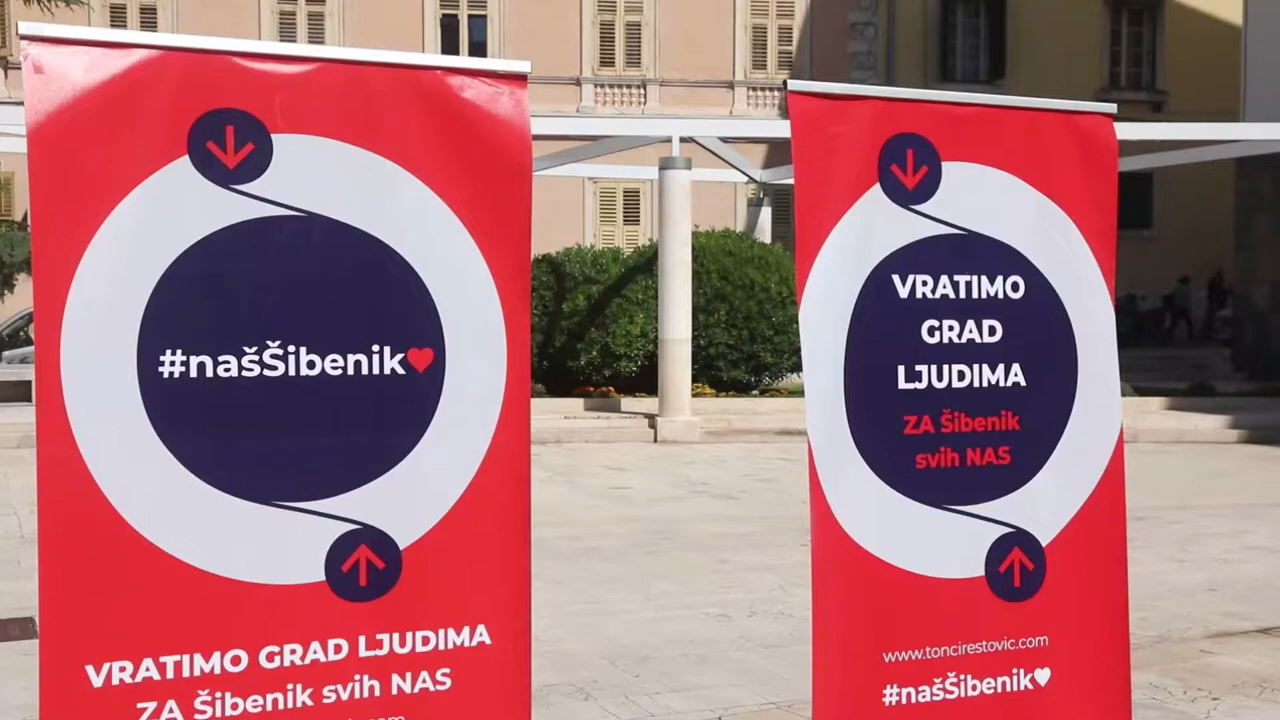 #našŠibenik♥
VRATIMO GRAD LJUDIMA
ZA Šibenik svih NAS
VRATIMO
GRAD
LJUDIMA
ZA Šibenik
svih NAS
www.toncirestovic.com
#našŠibenik♥